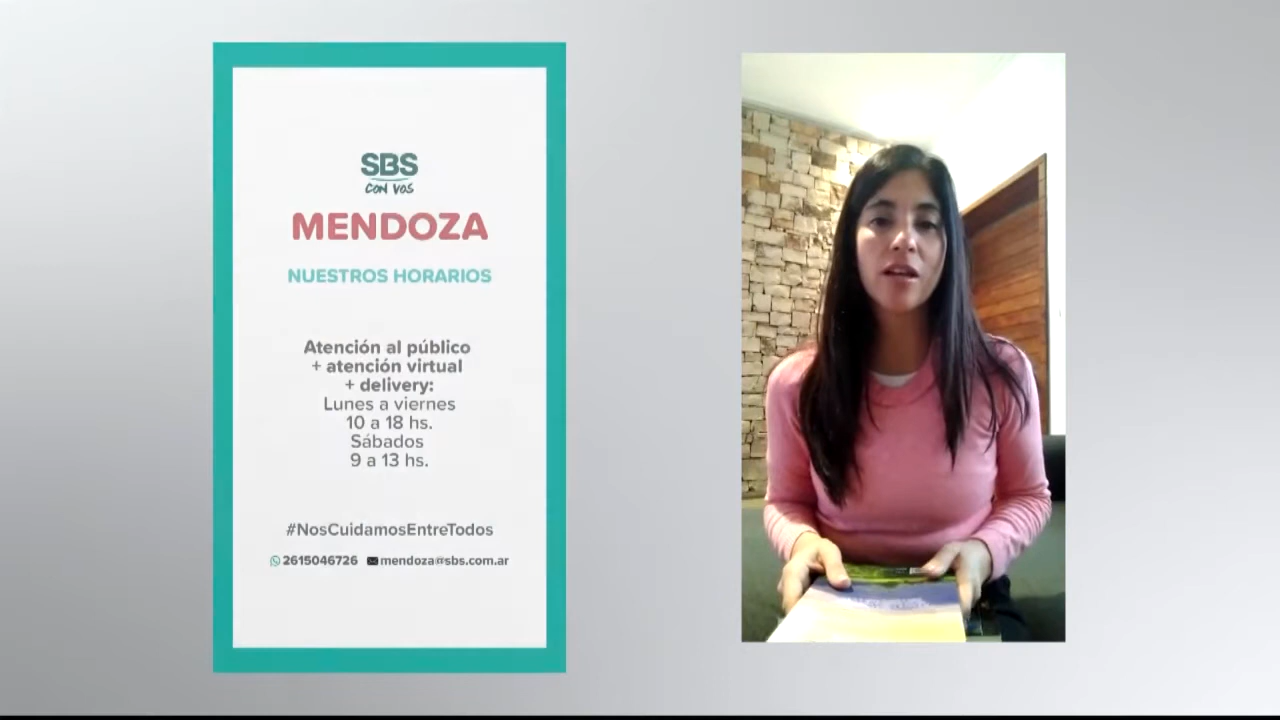 SBS
CON VOS
MENDOZA
NUESTROS HORARIOS
Atención al público
+ atención virtual
+ delivery:
Lunes a viernes
10 a 18 hs.
Sábados
9 a 13 hs.
#NosCuidamosEntreTodos
2615046726 mendoza@sbs.com.ar